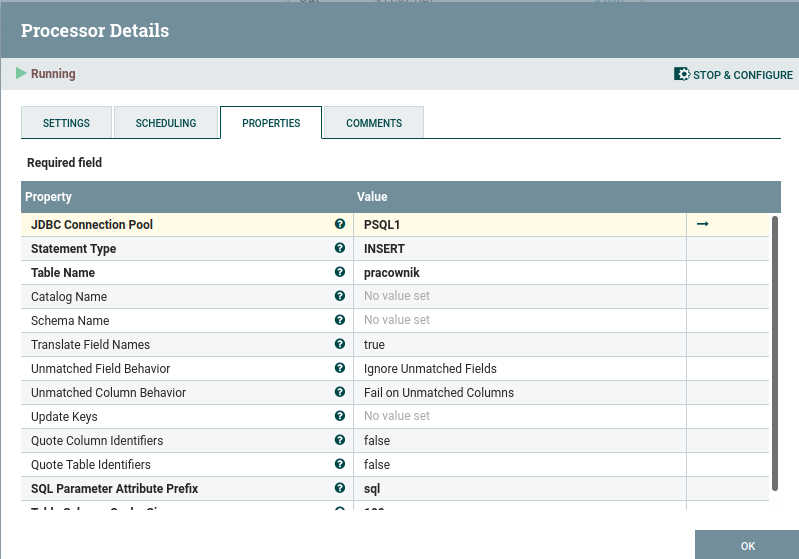 Processor Details
Running
STOP & CONFIGURE
SETTINGS SCHEDULING PROPERTIES COMMENTS
Required field
Property Value
JDBC Connection Pool PSQL1
Statement Type INSERT
Table Name pracownik
Catalog Name No value set
Schema Name No value set
Translate Field Names true
Unmatched Field Behavior Ignore Unmatched Fields
Unmatched Column Behavior Fail on Unmatched Columns
Update Keys No value set
Quote Column Identifiers false
Quote Table Identifiers false
SQL Parameter Attribute Prefix sql
OK